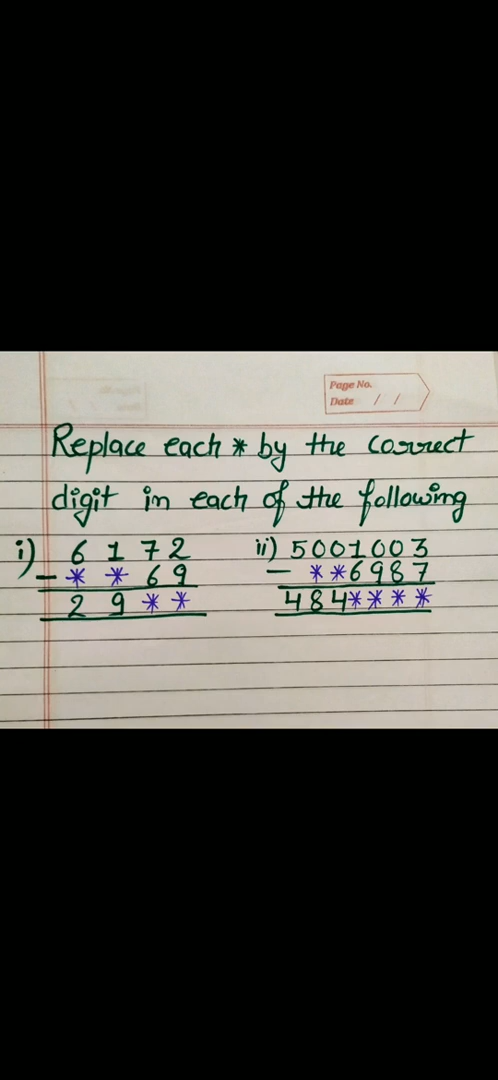 Page No.
Date / /
Replace each * by the correct
digit in each of the following
i) 6 1 7 2 ii) 5001003
- * * 6 9 - **6987
2 9 * * 484****